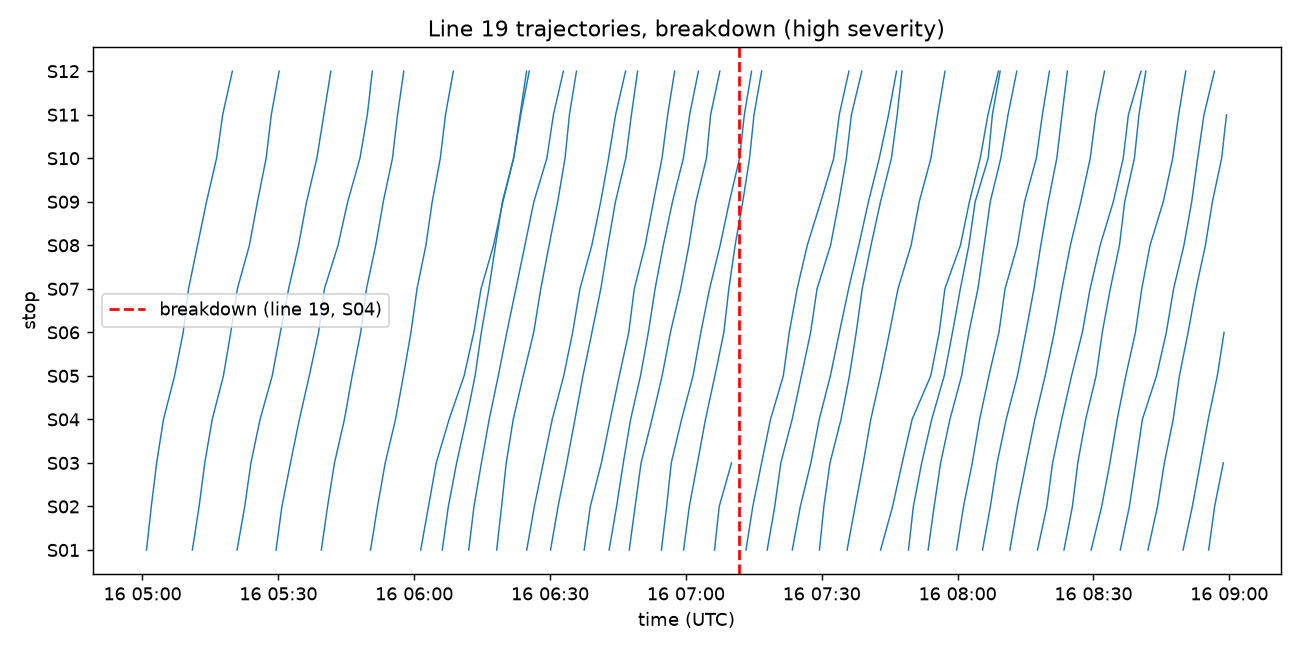 Line 19 trajectories, breakdown (high severity)
S12
S11
S10
S09
S08
S07
S06
S05
S04
S03
S02
S01
stop
breakdown (line 19, S04)
16 05:00
16 05:30
16 06:00
16 06:30
16 07:00
16 07:30
16 08:00
16 08:30
16 09:00
time (UTC)